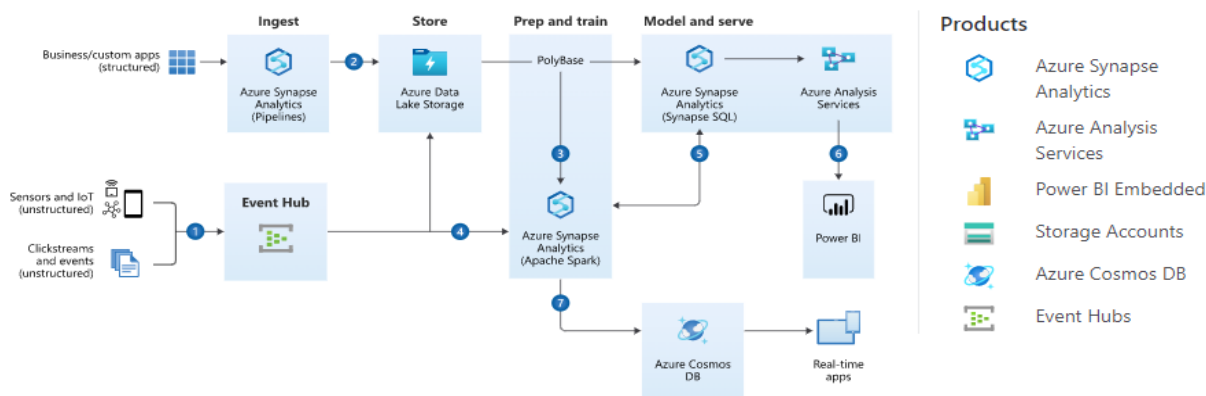 Ingest
Store
Prep and train
Model and serve
Business/custom apps
(structured)
Azure Synapse
Analytics
(Pipelines)
2
Azure Data
Lake Storage
PolyBase
Azure Synapse
Analytics
(Synapse SQL)
Azure Analysis
Services
3
5
6
Sensors and IoT
(unstructured)
Clickstreams
and events
(unstructured)
1
Event Hub
4
Azure Synapse
Analytics
(Apache Spark)
Power BI
7
Azure Cosmos
DB
Real-time
apps
Products
Azure Synapse
Analytics
Azure Analysis
Services
Power BI Embedded
Storage Accounts
Azure Cosmos DB
Event Hubs